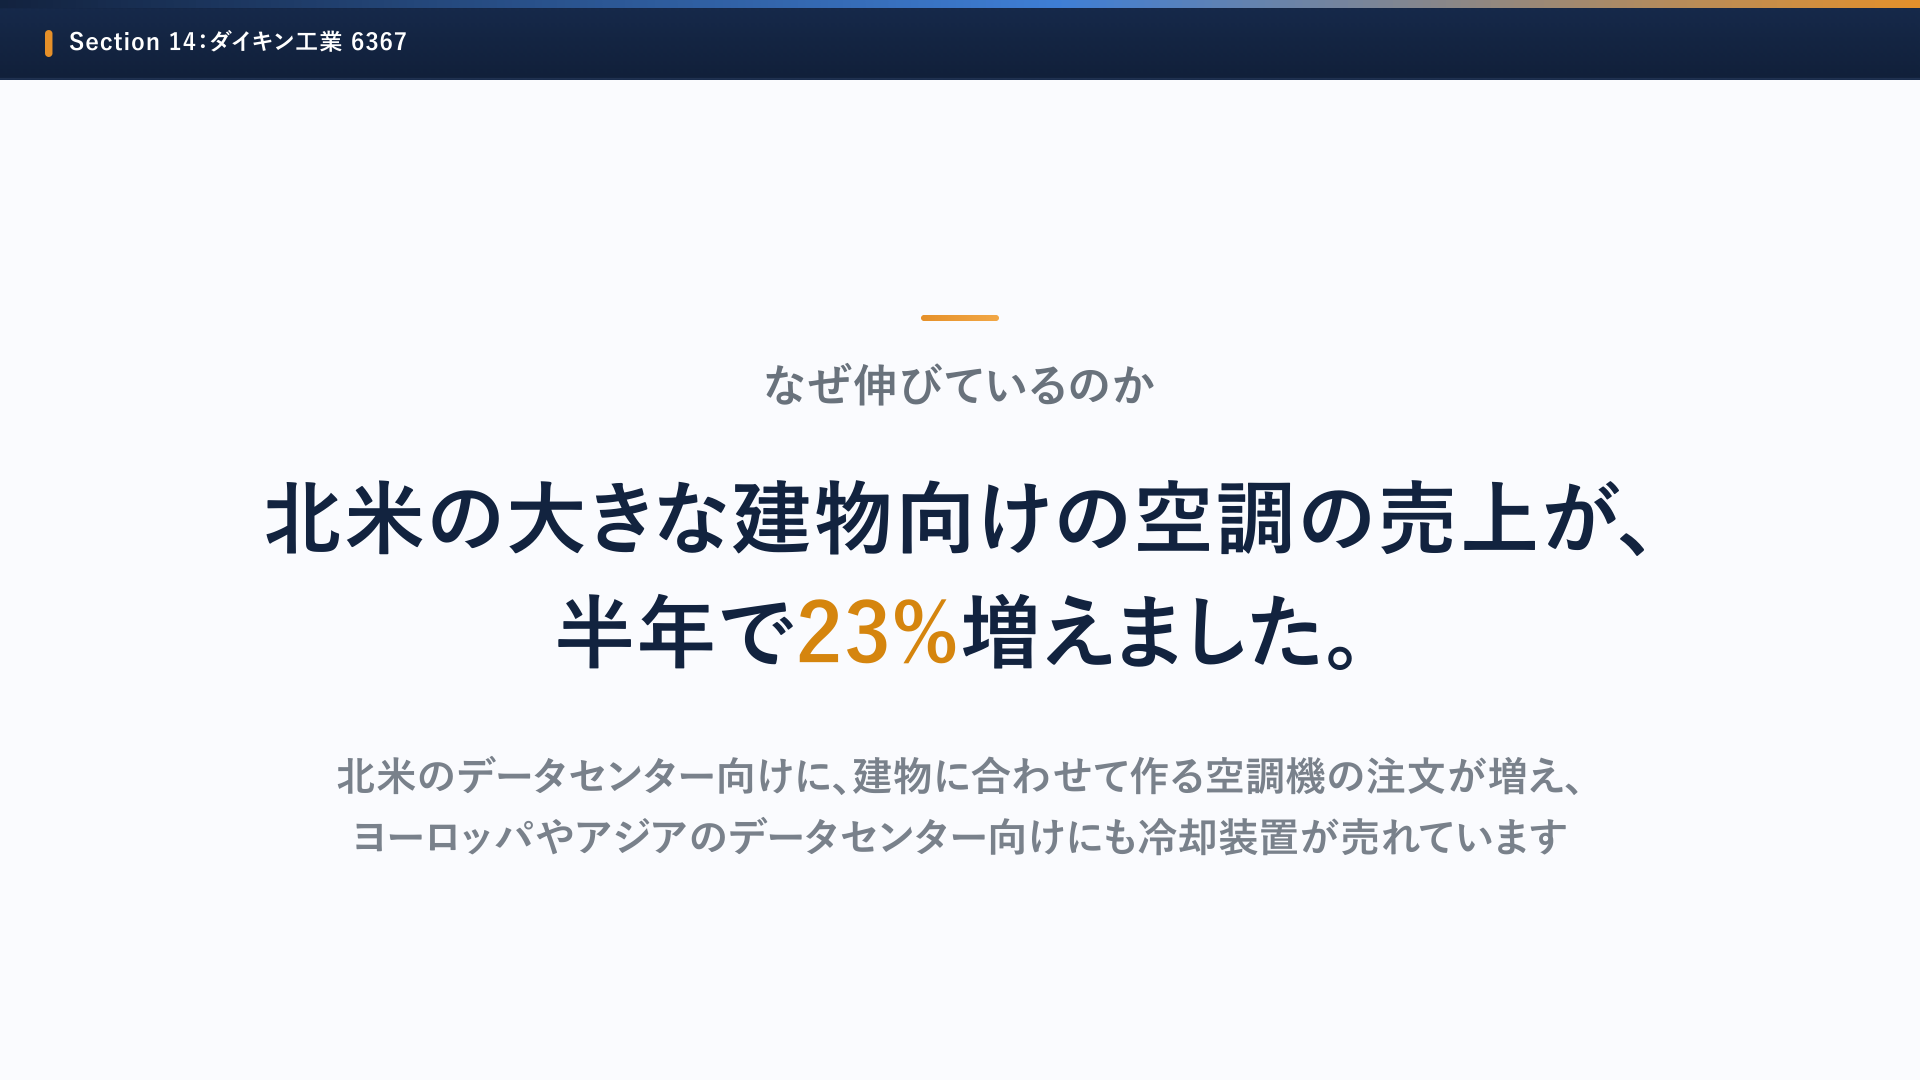 Section 14：ダイキン工業 6367
なぜ伸びているのか
北米の大きな建物向けの空調の売上が、
半年で23%増えました。
北米のデータセンター向けに、建物に合わせて作る空調機の注文が増え、
ヨーロッパやアジアのデータセンター向けにも冷却装置が売れています